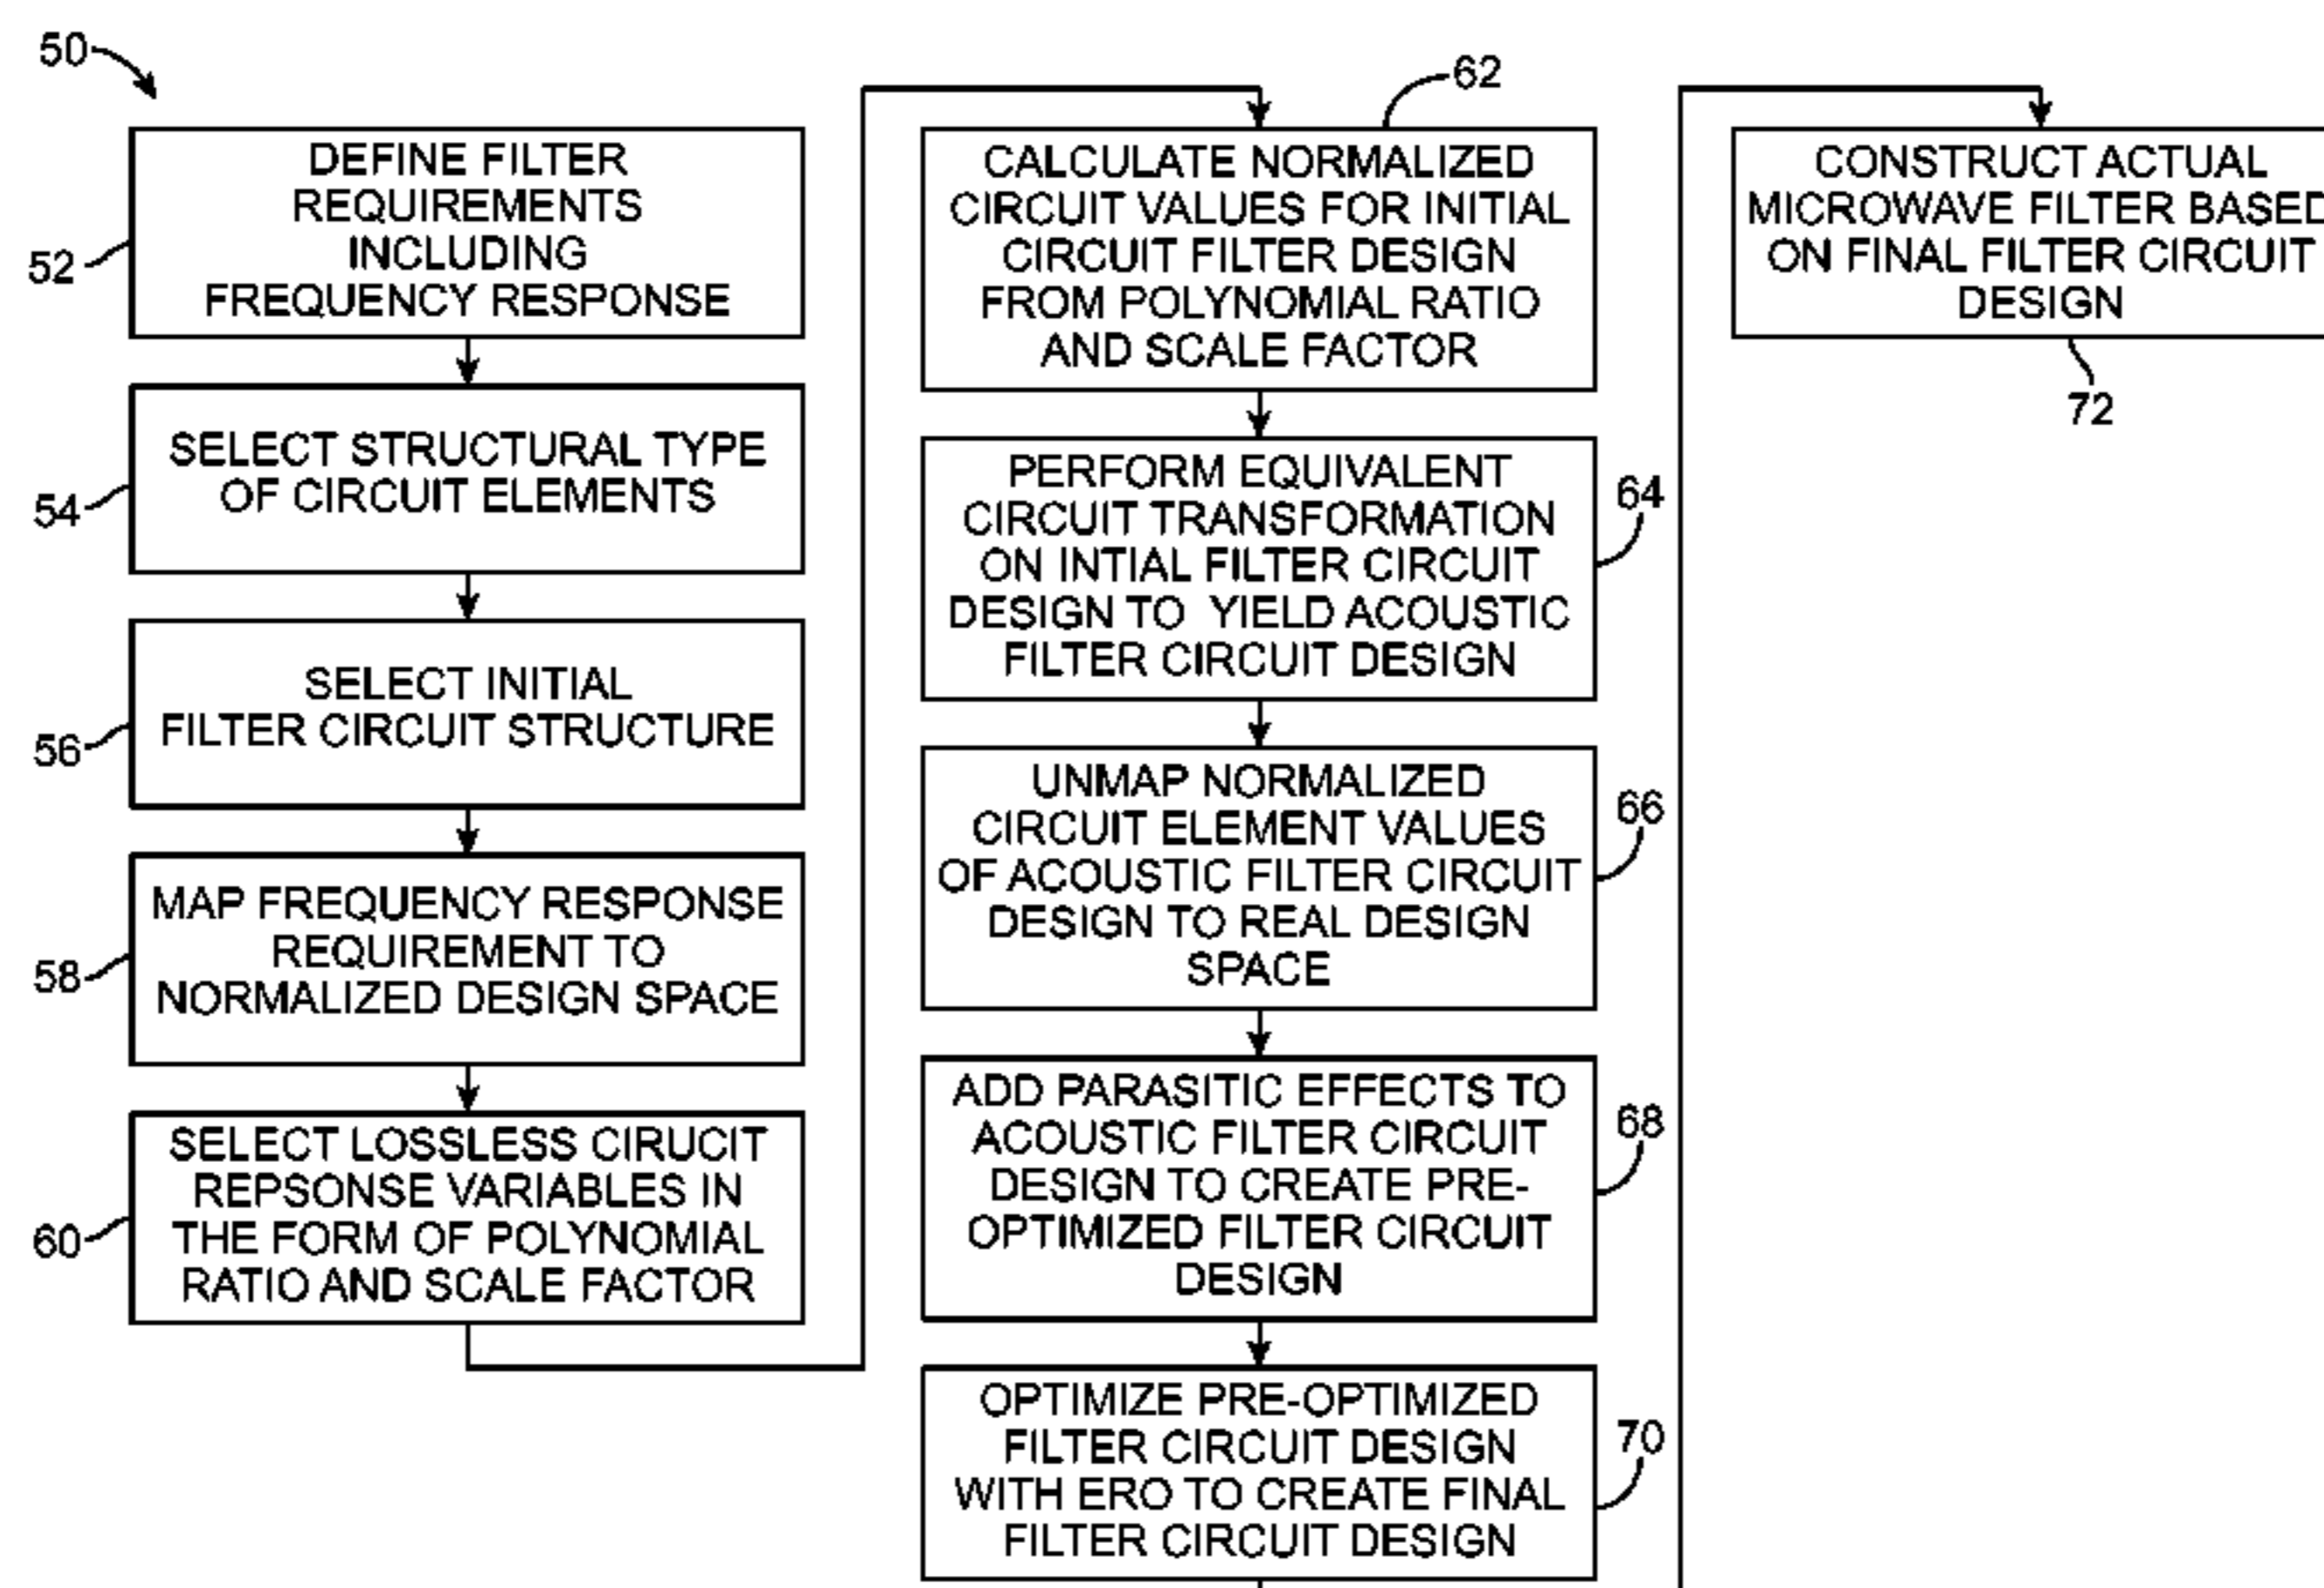 50
DEFINE FILTER
REQUIREMENTS
INCLUDING
FREQUENCY RESPONSE
52
SELECT STRUCTURAL TYPE
OF CIRCUIT ELEMENTS
54
SELECT INITIAL
FILTER CIRCUIT STRUCTURE
56
MAP FREQUENCY RESPONSE
REQUIREMENT TO
NORMALIZED DESIGN SPACE
58
SELECT LOSSLESS CIRUCIT
REPSONSE VARIABLES IN
THE FORM OF POLYNOMIAL
RATIO AND SCALE FACTOR
60
62
CALCULATE NORMALIZED
CIRCUIT VALUES FOR INITIAL
CIRCUIT FILTER DESIGN
FROM POLYNOMIAL RATIO
AND SCALE FACTOR
PERFORM EQUIVALENT
CIRCUIT TRANSFORMATION
ON INTIAL FILTER CIRCUIT
DESIGN TO YIELD ACOUSTIC
FILTER CIRCUIT DESIGN
64
UNMAP NORMALIZED
CIRCUIT ELEMENT VALUES
OF ACOUSTIC FILTER CIRCUIT
DESIGN TO REAL DESIGN
SPACE
66
ADD PARASITIC EFFECTS TO
ACOUSTIC FILTER CIRCUIT
DESIGN TO CREATE PRE-
OPTIMIZED FILTER CIRCUIT
DESIGN
68
OPTIMIZE PRE-OPTIMIZED
FILTER CIRCUIT DESIGN
WITH ERO TO CREATE FINAL
FILTER CIRCUIT DESIGN
70
CONSTRUCT ACTUAL
MICROWAVE FILTER BASED
ON FINAL FILTER CIRCUIT
DESIGN
72